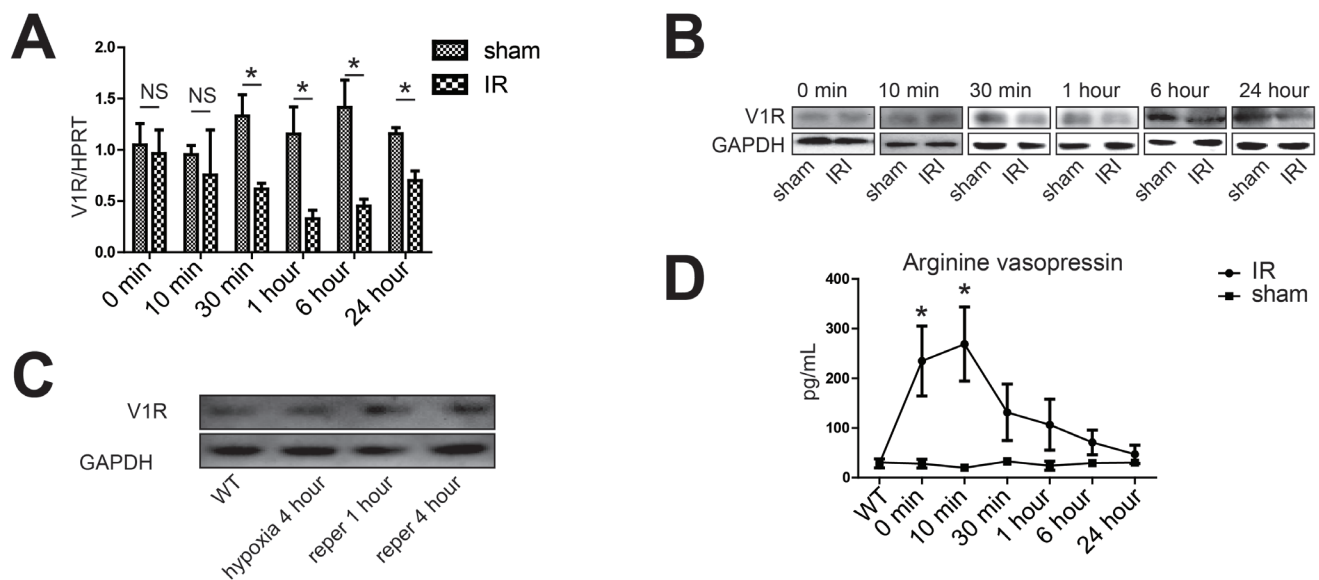 A
2.0
1.5
1.0
0.5
0.0
V1R/HPRT
NS
NS
*
*
*
*
sham
IR
0 min
10 min
30 min
1 hour
6 hour
24 hour
B
0 min 10 min 30 min 1 hour 6 hour 24 hour
V1R
GAPDH
sham IRI sham IRI sham IRI sham IRI sham IRI sham IRI
C
V1R
GAPDH
WT
hypoxia 4 hour
reper 1 hour
reper 4 hour
D
Arginine vasopressin
IR
sham
400
300
200
100
0
pg/mL
*
*
WT
0 min
10 min
30 min
1 hour
6 hour
24 hour